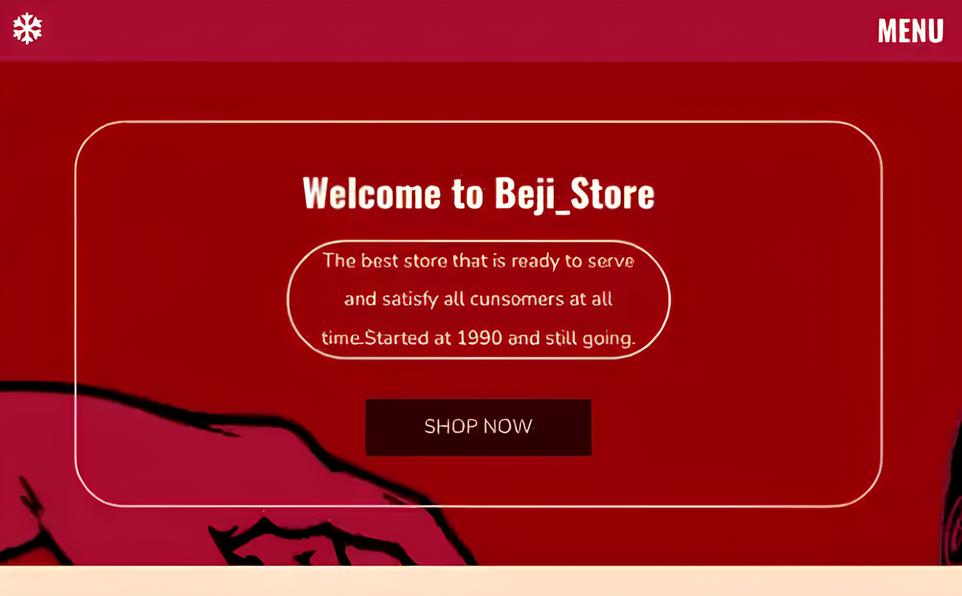 MENU
Welcome to Beji_Store
The best store that is ready to serve
and satisfy all cunsomers at all
time.Started at 1990 and still going.
SHOP NOW